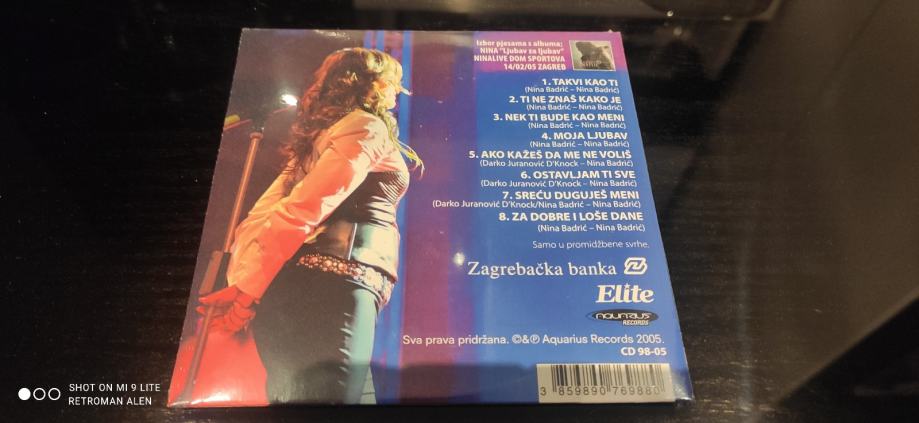 Izbor pjesama s albuma:
NINA "Ljubav za ljubav"
NINALIVE DOM SPORTOVA
14/02/05 ZAGREB
1. TAKVI KAO TI
(Nina Badrić – Nina Badrić)
2. TI NE ZNAŠ KAKO JE
(Nina Badrić – Nina Badrić)
3. NEK TI BUDE KAO MENI
(Nina Badrić – Nina Badrić)
4. MOJA LJUBAV
(Nina Badrić – Nina Badrić)
5. AKO KAŽEŠ DA ME NE VOLIŠ
(Darko Juranović D'Knock – Nina Badrić)
6. OSTAVLJAM TI SVE
(Darko Juranović D'Knock – Nina Badrić)
7. SREĆU DUGUJEŠ MENI
(Darko Juranović D'Knock/Nina Badrić – Nina Badrić)
8. ZA DOBRE I LOŠE DANE
(Nina Badrić – Nina Badrić)
Samo u promidžbene svrhe.
Zagrebačka banka
Elite
AQUARIUS
RECORDS
Sva prava pridržana. ©&℗ Aquarius Records 2005.
CD 98-05
3 859890 769880
SHOT ON MI 9 LITE
RETROMAN ALEN